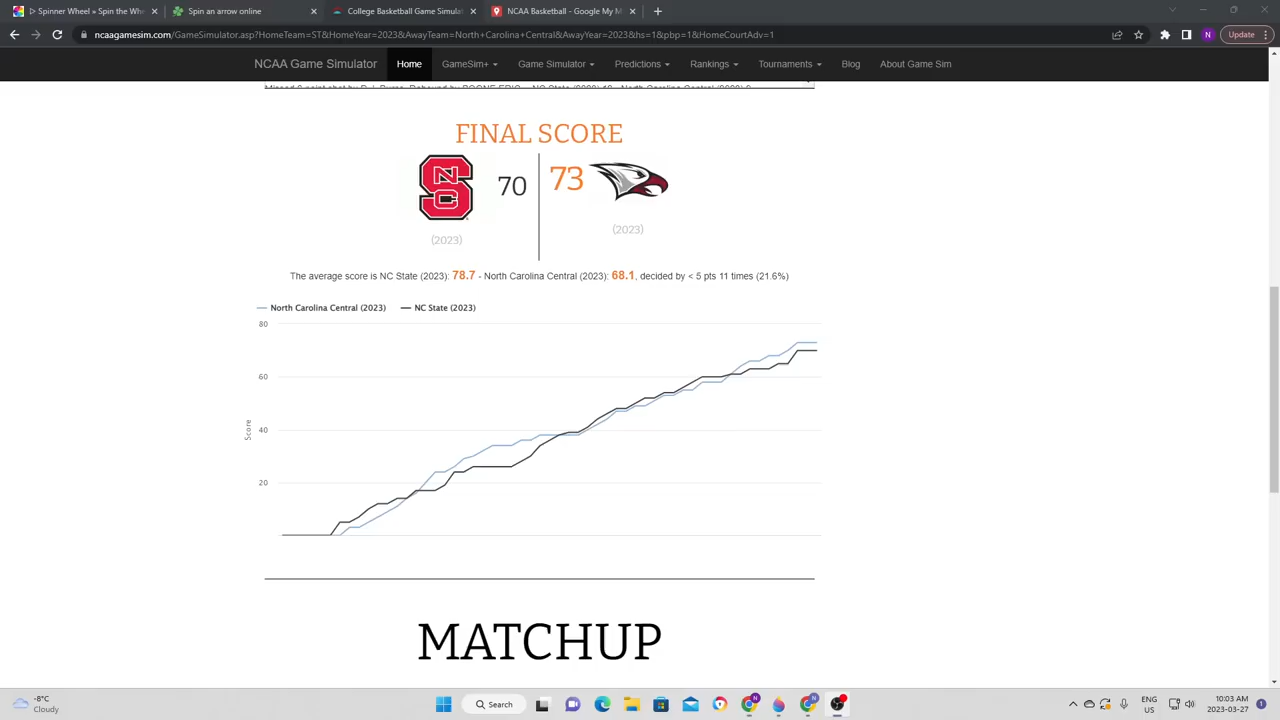 Spinner Wheel » Spin the Whe
Spin an arrow online
College Basketball Game Simulat
NCAA Basketball - Google My M
ncaagamesim.com/GameSimulator.asp?HomeTeam=ST&HomeYear=2023&AwayTeam=North+Carolina+Central&AwayYear=2023&hs=1&pbp=1&HomeCourtAdv=1
N
Update
NCAA Game Simulator
Home
GameSim+
Game Simulator
Predictions
Rankings
Tournaments
Blog
About Game Sim
FINAL SCORE
NCS
70
73
(2023)
(2023)
The average score is NC State (2023): 78.7 - North Carolina Central (2023): 68.1, decided by < 5 pts 11 times (21.6%)
North Carolina Central (2023)
NC State (2023)
80
60
40
20
Score
MATCHUP
-8°C
Cloudy
Search
ENG
US
10:03 AM
2023-03-27